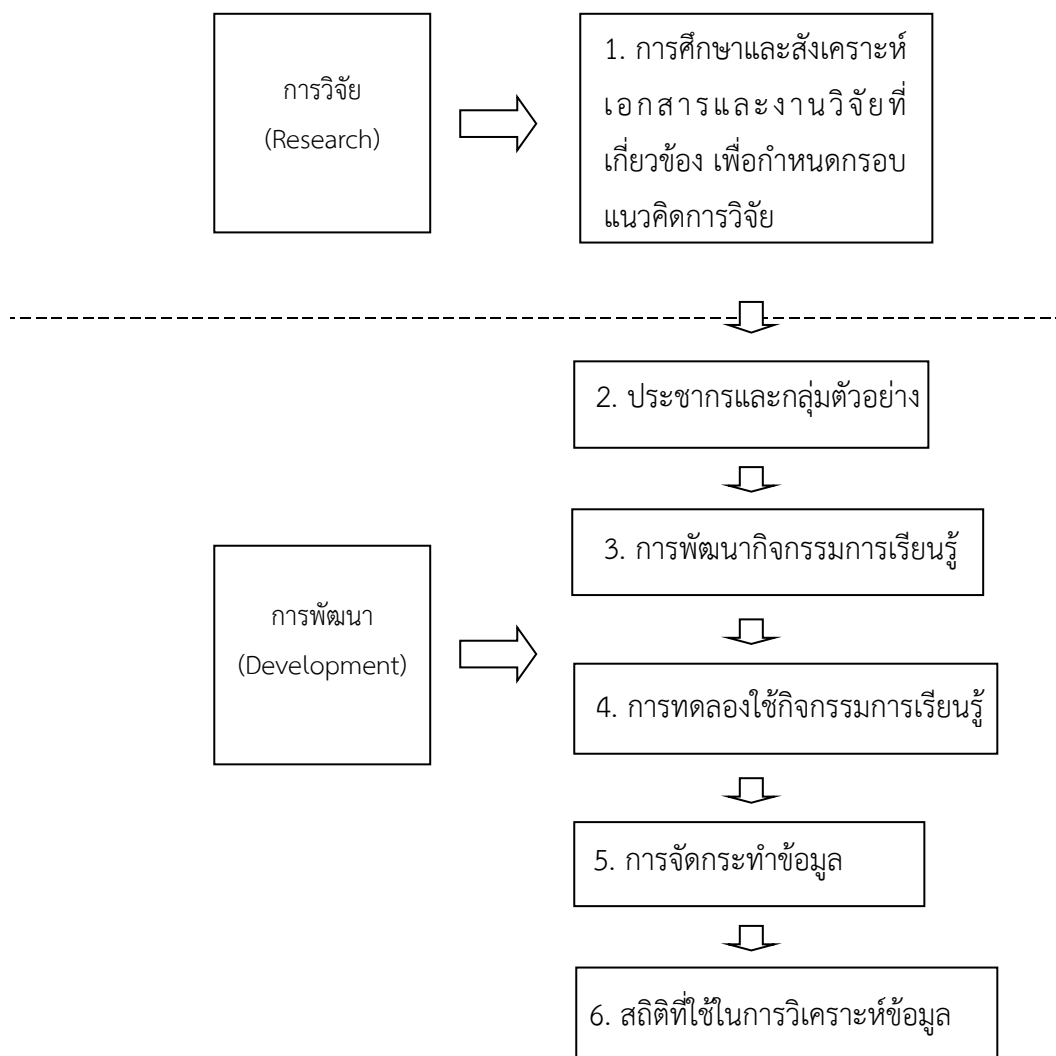 การวิจัย
(Research)
1. การศึกษาและสังเคราะห์
เอกสารและงานวิจัยที่
เกี่ยวข้อง เพื่อกำหนดกรอบ
แนวคิดการวิจัย
2. ประชากรและกลุ่มตัวอย่าง
3. การพัฒนากิจกรรมการเรียนรู้
การพัฒนา
(Development)
4. การทดลองใช้กิจกรรมการเรียนรู้
5. การจัดกระทำข้อมูล
6. สถิติที่ใช้ในการวิเคราะห์ข้อมูล